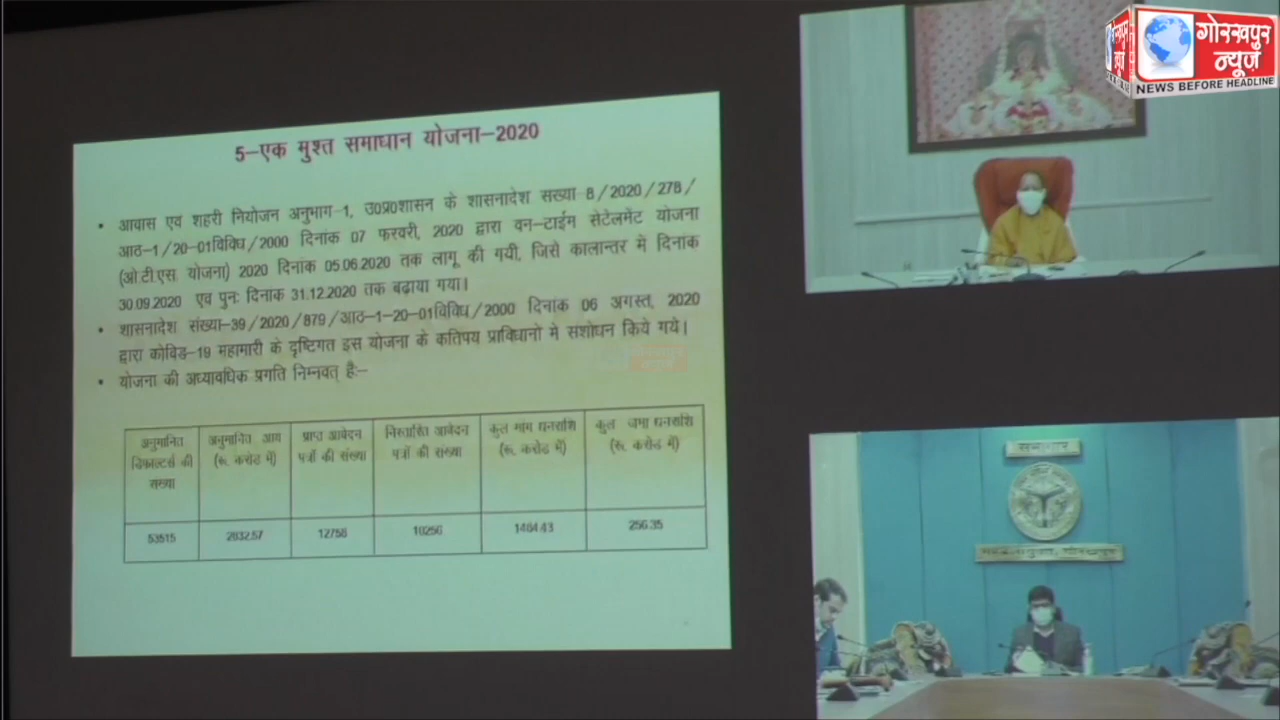 गोरखपुर
न्यूज़
NEWS BEFORE HEADLINE
5–एक मुश्त समाधान योजना–2020
• आवास एवं शहरी नियोजन अनुभाग–1, उ0प्र0शासन के शासनादेश संख्या–8/2020/278/
आठ–1/20–01विविध/2000 दिनांक 07 फरवरी, 2020 द्वारा वन–टाईम सेटेलमेंट योजना
(ओ.टी.एस. योजना) 2020 दिनांक 05.06.2020 तक लागू की गयी, जिसे कालान्तर मे दिनांक
30.09.2020 एवं पुनः दिनांक 31.12.2020 तक बढ़ाया गया।
• शासनादेश संख्या–39/2020/879/आठ–1–20–01विविध/2000 दिनांक 06 अगस्त, 2020
द्वारा कोविड–19 महामारी के दृष्टिगत इस योजना के कतिपय प्राविधानो मे संशोधन किये गये।
• योजना की अध्यावधिक प्रगति निम्नवत् हैः–
अनुमानित डिफाल्टर्स की संख्या
अनुमानित आय (रू. करोड में)
प्राप्त आवेदन पत्रों की संख्या
निस्तारित आवेदन पत्रों की संख्या
कुल मांग धनराशि (रू. करोड में)
कुल जमा धनराशि (रू. करोड में)
53515 2832.57 12758 10256 1464.43 256.35
सभागार